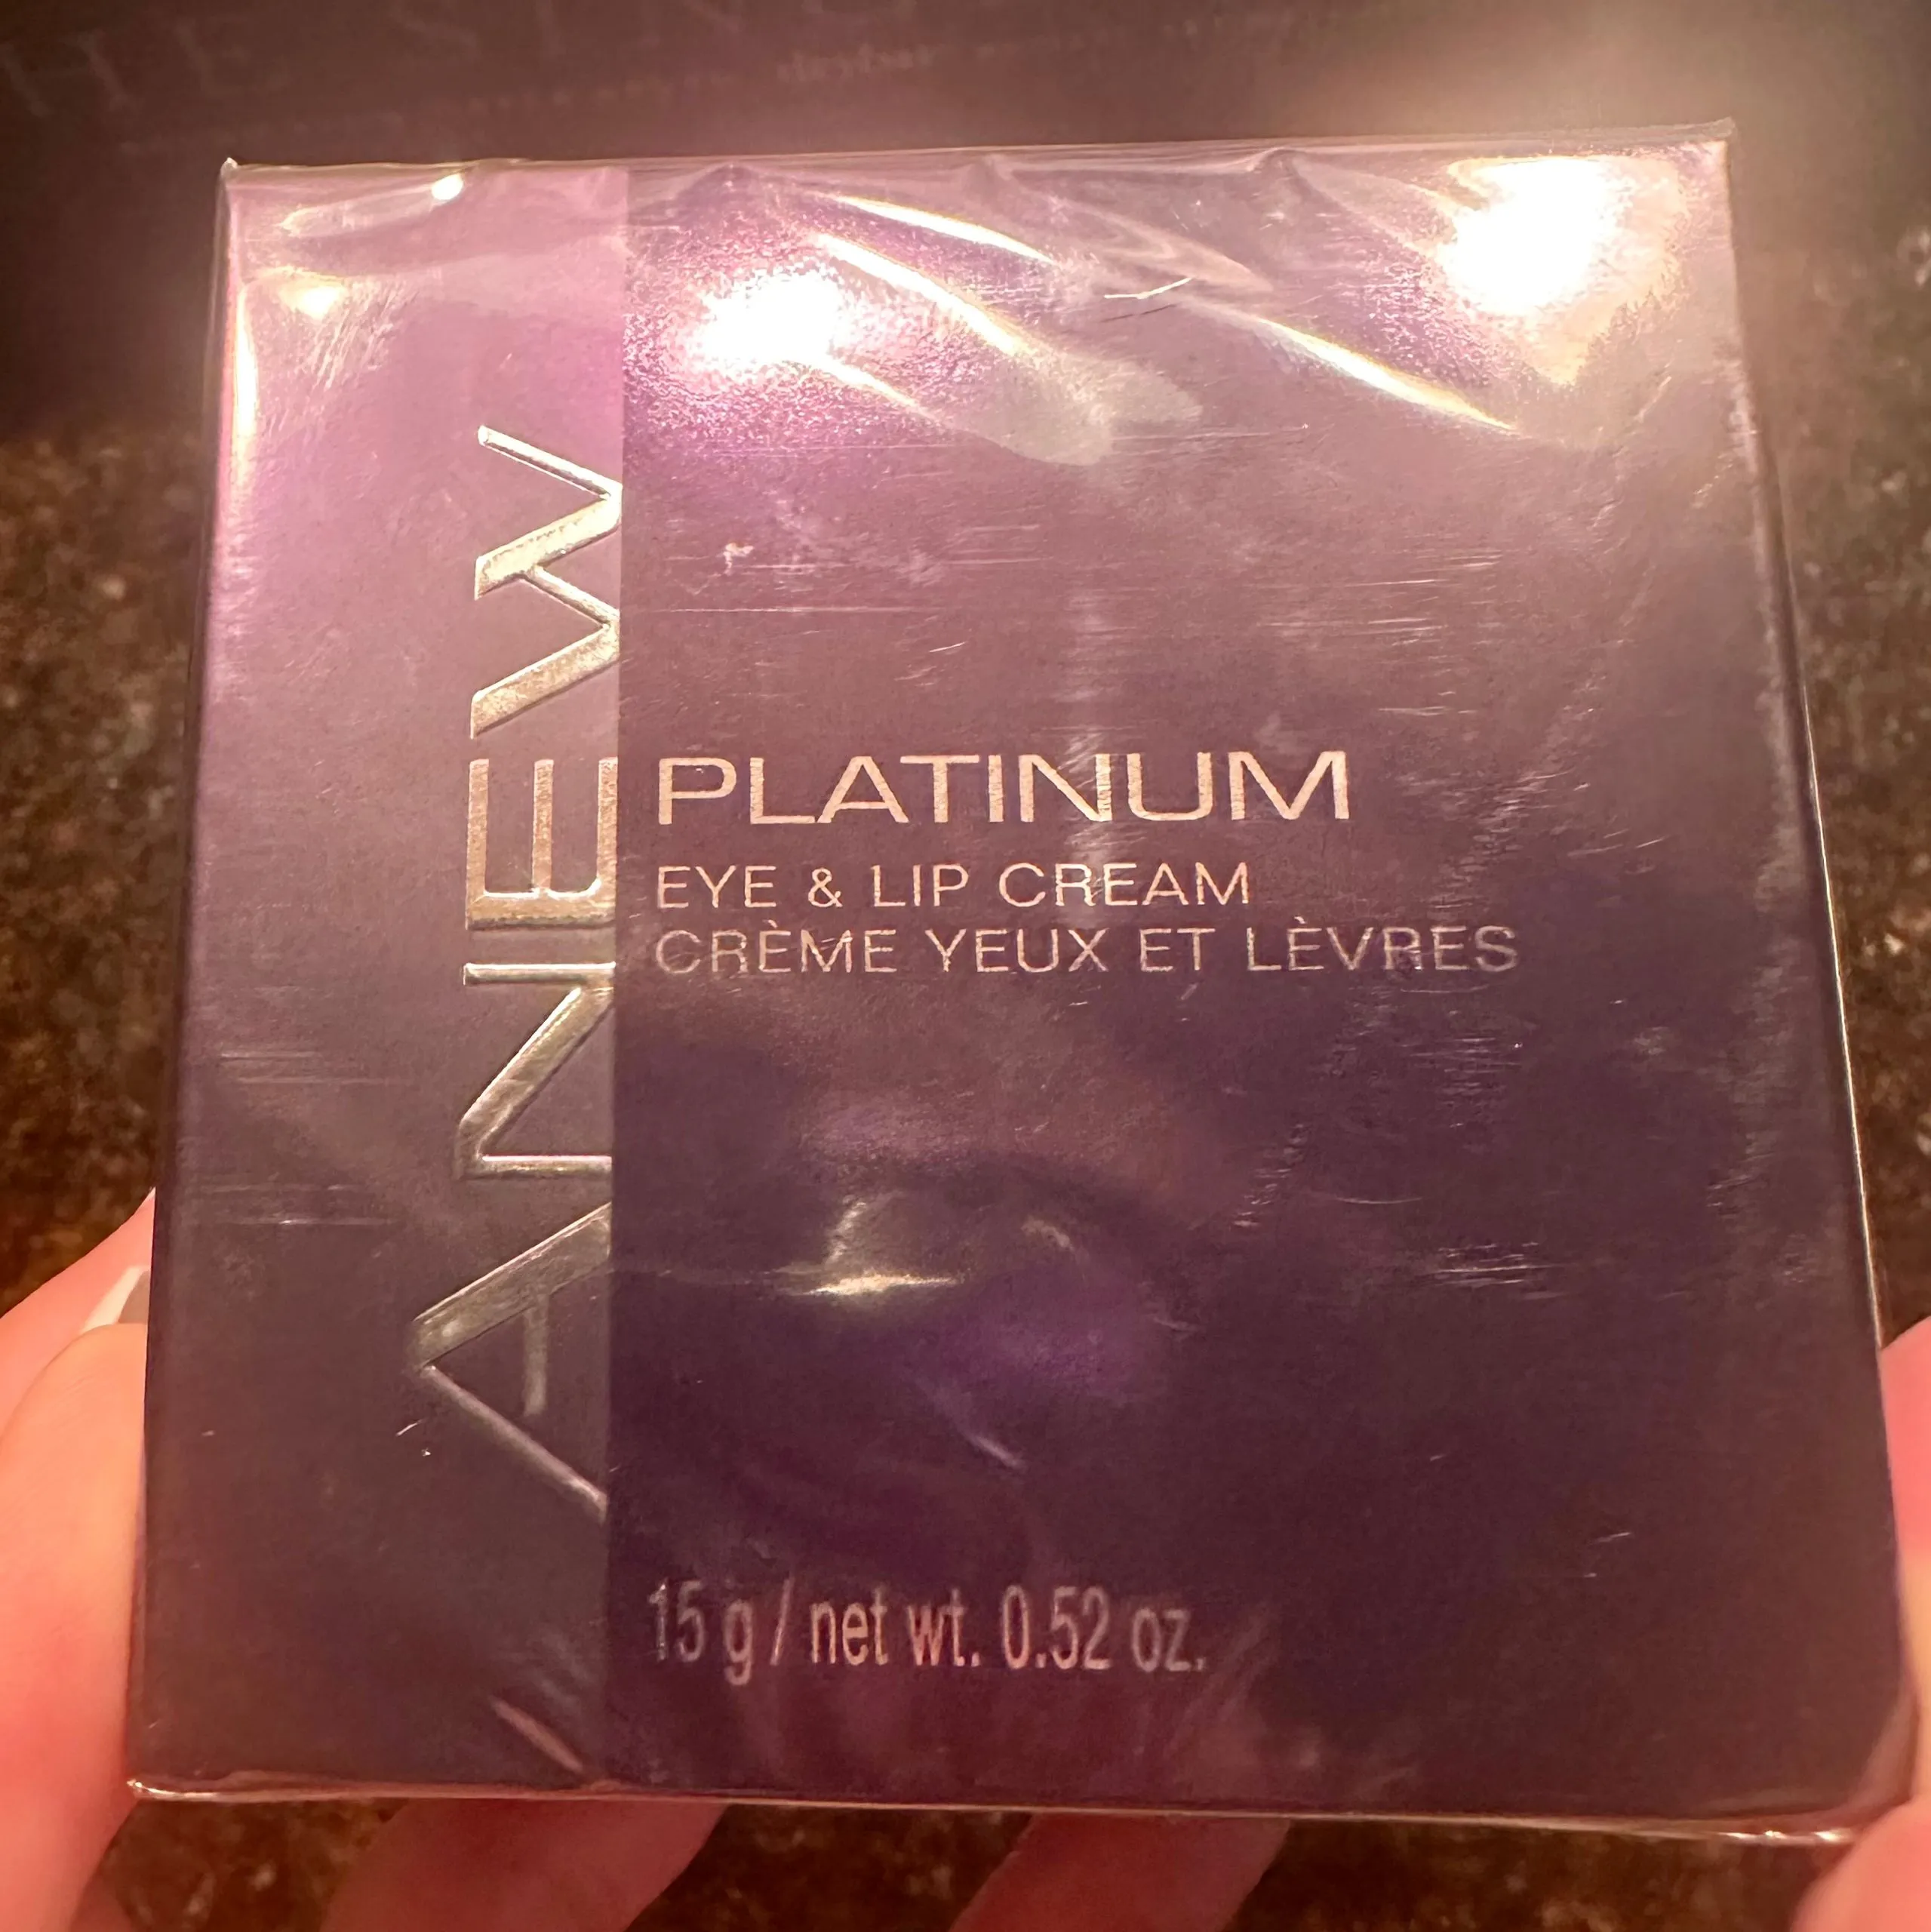 ANEW
PLATINUM
EYE & LIP CREAM
CRÈME YEUX ET LÈVRES
15 g / net wt. 0.52 oz.